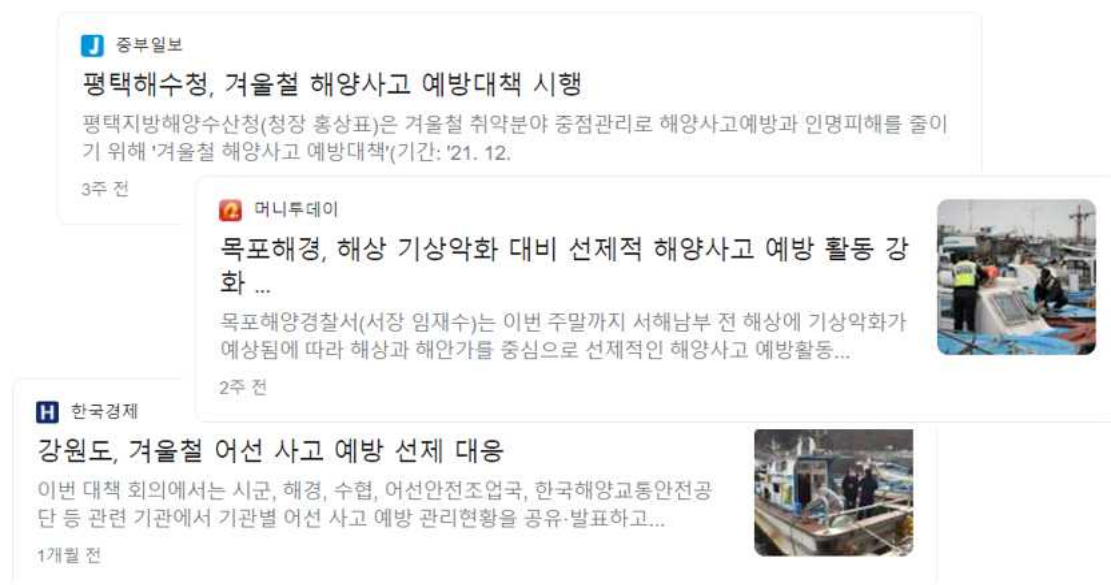 중부일보
평택해수청, 겨울철 해양사고 예방대책 시행
평택지방해양수산청(청장 홍상표)은 겨울철 취약분야 중점관리로 해양사고예방과 인명피해를 줄이
기 위해 '겨울철 해양사고 예방대책'(기간: '21. 12.
3주 전
머니투데이
목포해경, 해상 기상악화 대비 선제적 해양사고 예방 활동 강
화 ...
목포해양경찰서(서장 임재수)는 이번 주말까지 서해남부 전 해상에 기상악화가
예상됨에 따라 해상과 해안가를 중심으로 선제적인 해양사고 예방활동...
2주 전
H 한국경제
강원도, 겨울철 어선 사고 예방 선제 대응
이번 대책 회의에서는 시군, 해경, 수협, 어선안전조업국, 한국해양교통안전공
단 등 관련 기관에서 기관별 어선 사고 예방 관리현황을 공유·발표하고...
1개월 전